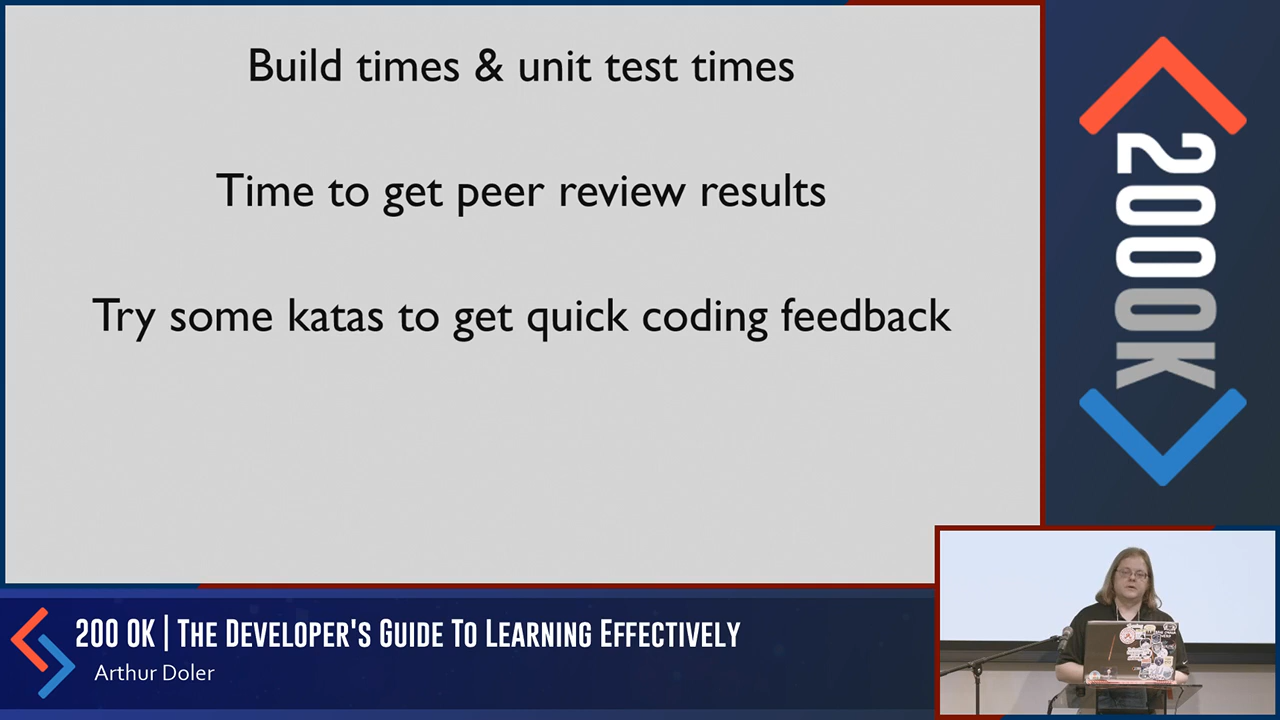 Build times & unit test times
Time to get peer review results
Try some katas to get quick coding feedback
200OK
200 OK | The Developer's Guide To Learning Effectively
Arthur Doler